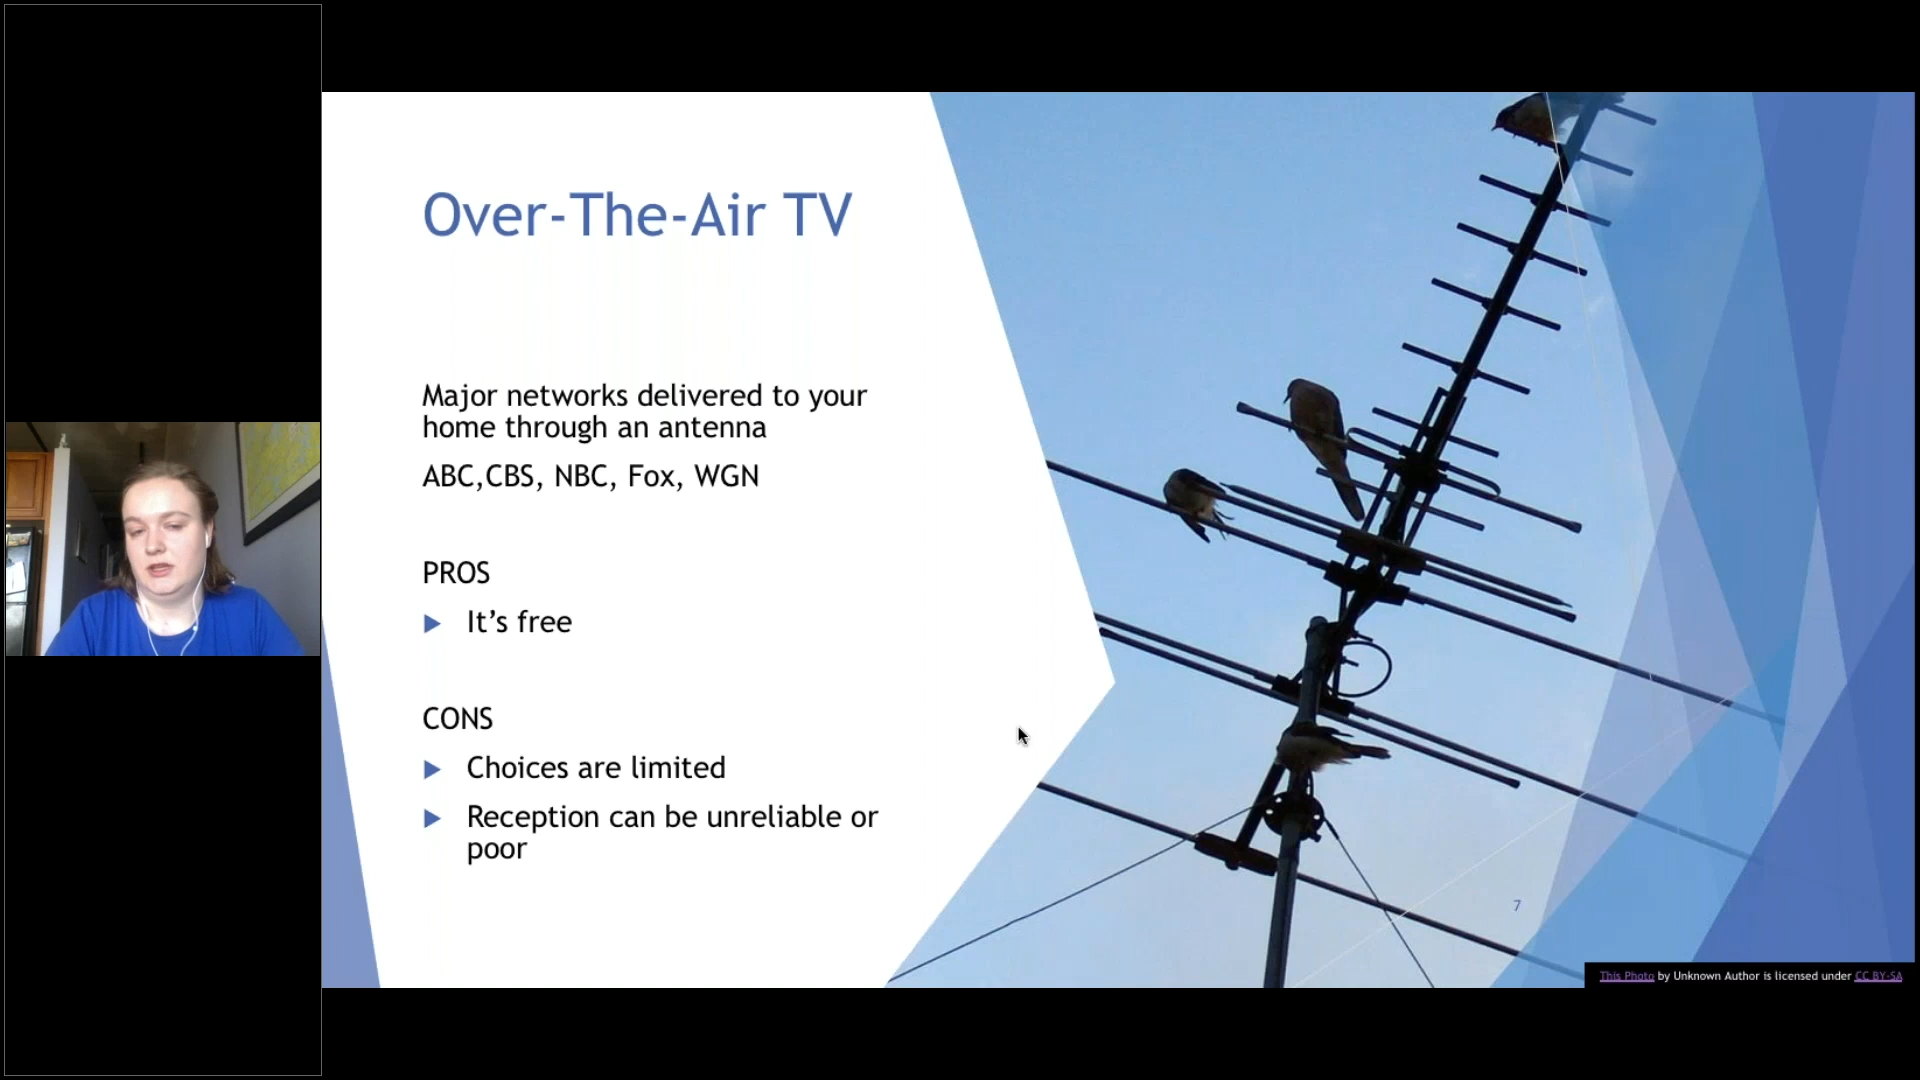 Over-The-Air TV
Major networks delivered to your
home through an antenna
ABC,CBS, NBC, Fox, WGN
PROS
It's free
CONS
Choices are limited
Reception can be unreliable or
poor
7
This Photo by Unknown Author is licensed under CC BY-SA